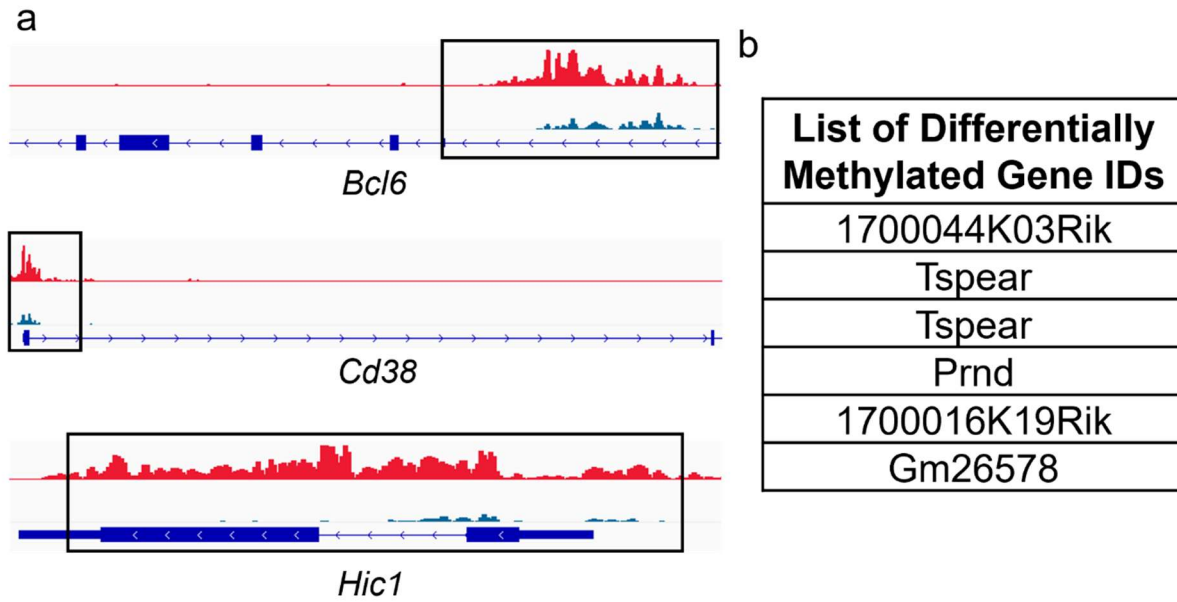 a
Bcl6
Cd38
Hic1
b
List of Differentially
Methylated Gene IDs
1700044K03Rik
Tspear
Tspear
Prnd
1700016K19Rik
Gm26578